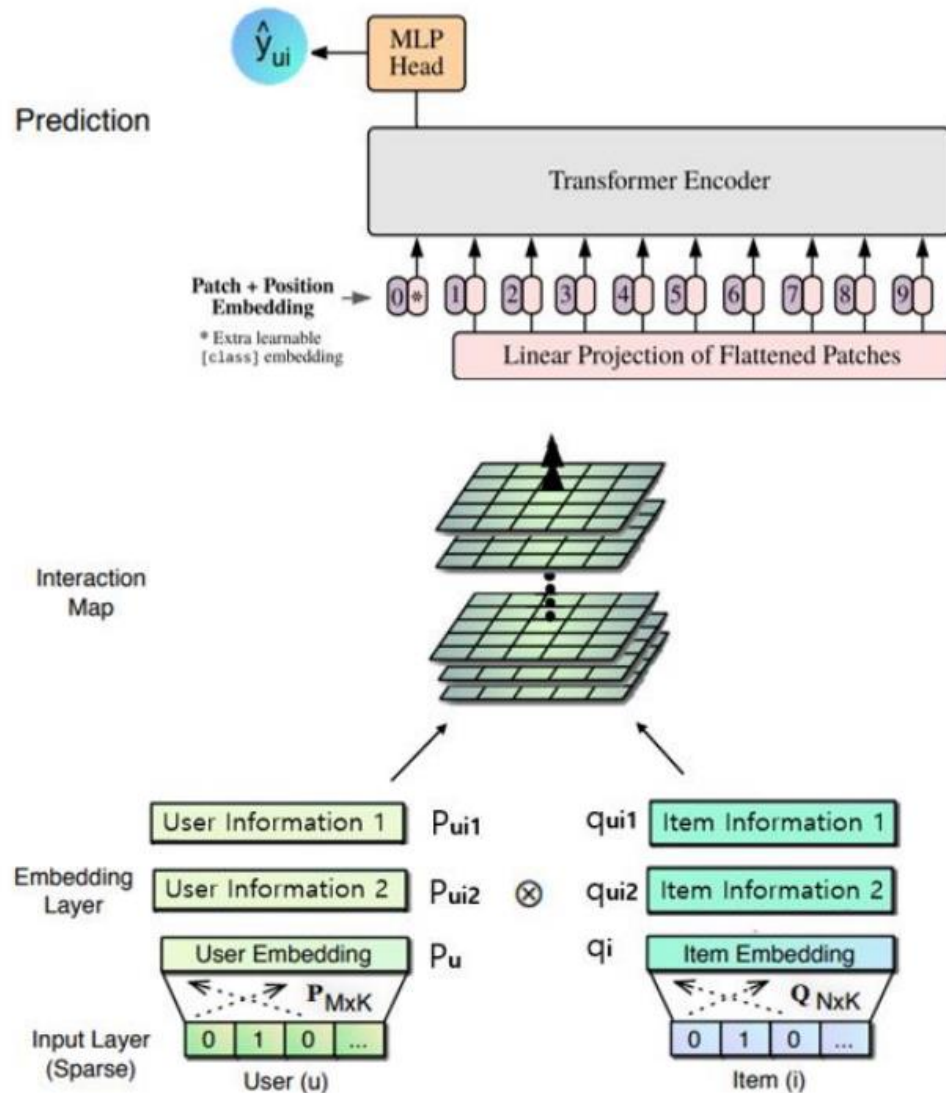 ŷui
MLP
Head
Prediction
Transformer Encoder
Patch + Position
Embedding
* Extra learnable
[class] embedding
0 * 1 2 3 4 5 6 7 8 9
Linear Projection of Flattened Patches
Interaction
Map
User Information 1 Pui1 qui1 Item Information 1
Embedding
Layer
User Information 2 Pui2 ⊗ qui2 Item Information 2
User Embedding Pu qi Item Embedding
PMxK QNxK
Input Layer
(Sparse)
0 1 0 ... 0 1 0 ...
User (u) Item (i)